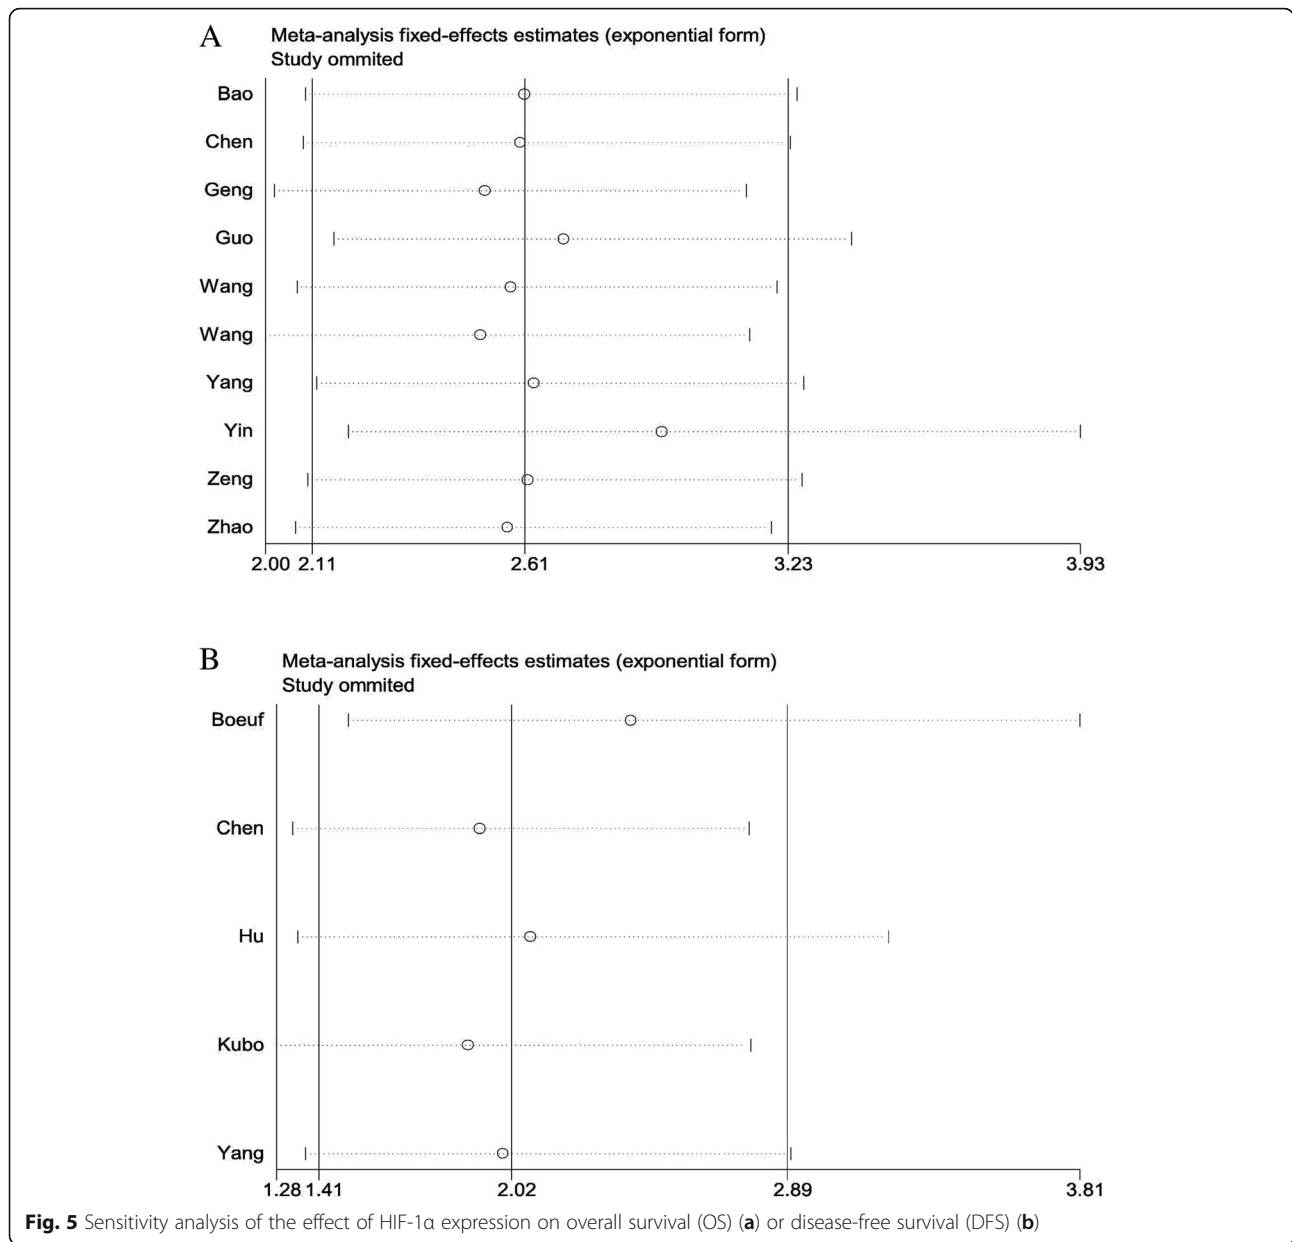 A
Meta-analysis fixed-effects estimates (exponential form)
Study ommited
Bao
Chen
Geng
Guo
Wang
Wang
Yang
Yin
Zeng
Zhao
2.00 2.11 2.61 3.23 3.93
B
Meta-analysis fixed-effects estimates (exponential form)
Study ommited
Boeuf
Chen
Hu
Kubo
Yang
1.28 1.41 2.02 2.89 3.81
Fig. 5 Sensitivity analysis of the effect of HIF-1α expression on overall survival (OS) (a) or disease-free survival (DFS) (b)